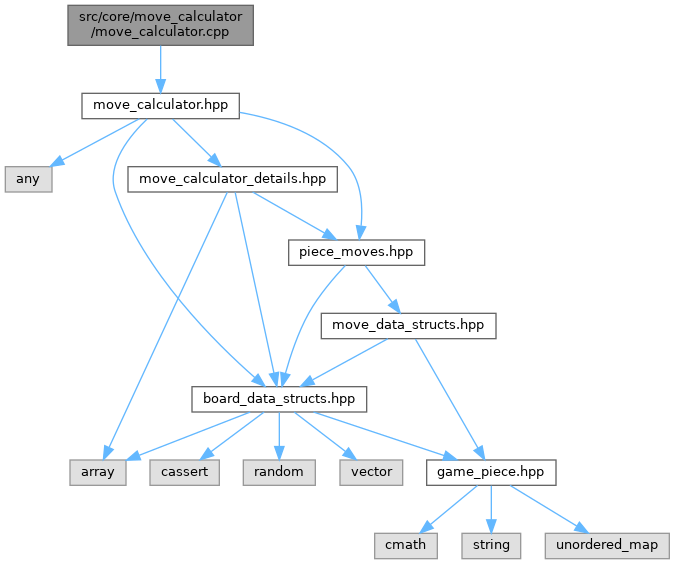 src/core/move_calculator
/move_calculator.cpp
move_calculator.hpp
any
move_calculator_details.hpp
piece_moves.hpp
move_data_structs.hpp
board_data_structs.hpp
array
cassert
random
vector
game_piece.hpp
cmath
string
unordered_map